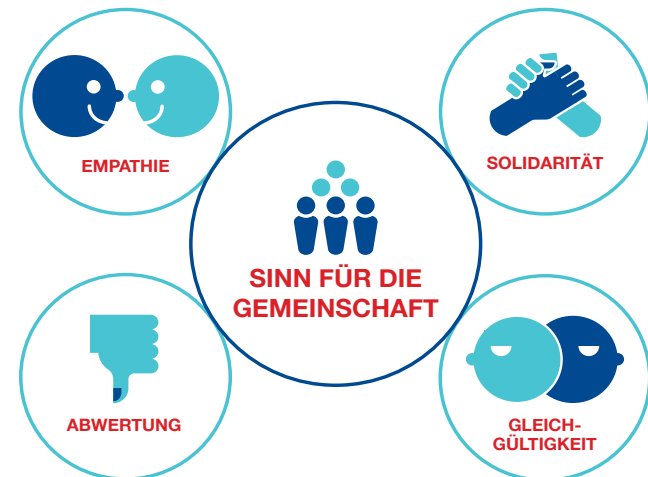 EMPATHIE
SOLIDARITÄT
SINN FÜR DIE
GEMEINSCHAFT
ABWERTUNG
GLEICH-
GÜLTIGKEIT